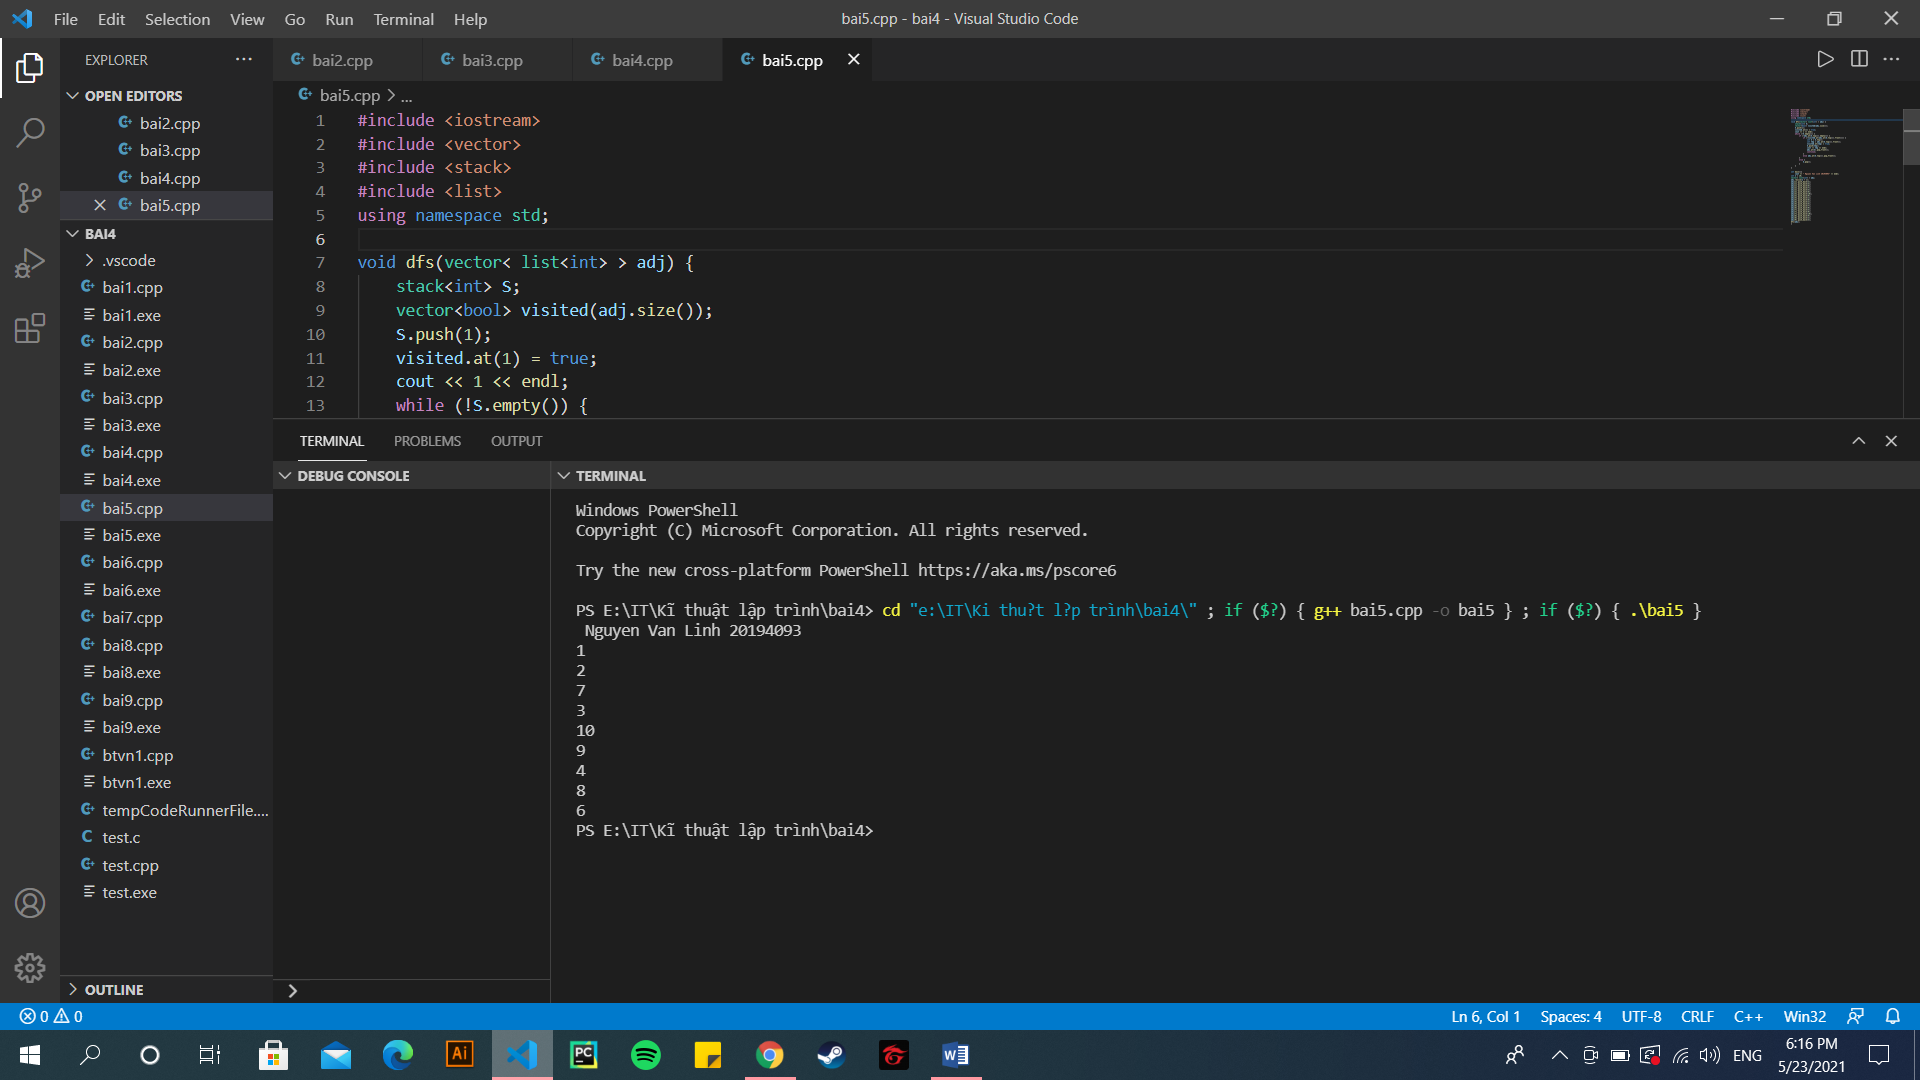 File Edit Selection View Go Run Terminal Help
bai5.cpp - bai4 - Visual Studio Code
EXPLORER
OPEN EDITORS
bai2.cpp
bai3.cpp
bai4.cpp
bai5.cpp
BAI4
.vscode
bai1.cpp
bai1.exe
bai2.cpp
bai2.exe
bai3.cpp
bai3.exe
bai4.cpp
bai4.exe
bai5.cpp
bai5.exe
bai6.cpp
bai6.exe
bai7.cpp
bai8.cpp
bai8.exe
bai9.cpp
bai9.exe
btvn1.cpp
btvn1.exe
tempCodeRunnerFile....
test.c
test.cpp
test.exe
OUTLINE
bai2.cpp bai3.cpp bai4.cpp bai5.cpp
bai5.cpp > ...
1 #include <iostream>
2 #include <vector>
3 #include <stack>
4 #include <list>
5 using namespace std;
6
7 void dfs(vector< list<int> > adj) {
8 stack<int> S;
9 vector<bool> visited(adj.size());
10 S.push(1);
11 visited.at(1) = true;
12 cout << 1 << endl;
13 while (!S.empty()) {
TERMINAL PROBLEMS OUTPUT
DEBUG CONSOLE
TERMINAL
Windows PowerShell
Copyright (C) Microsoft Corporation. All rights reserved.
Try the new cross-platform PowerShell https://aka.ms/pscore6
PS E:\IT\Kĩ thuật lập trình\bai4> cd "e:\IT\Ki thu?t l?p trình\bai4\" ; if ($?) { g++ bai5.cpp -o bai5 } ; if ($?) { .\bai5 }
Nguyen Van Linh 20194093
1
2
7
3
10
9
4
8
6
PS E:\IT\Kĩ thuật lập trình\bai4>
0 0
Ln 6, Col 1 Spaces: 4 UTF-8 CRLF C++ Win32
Ai
PC
W
ENG
6:16 PM
5/23/2021